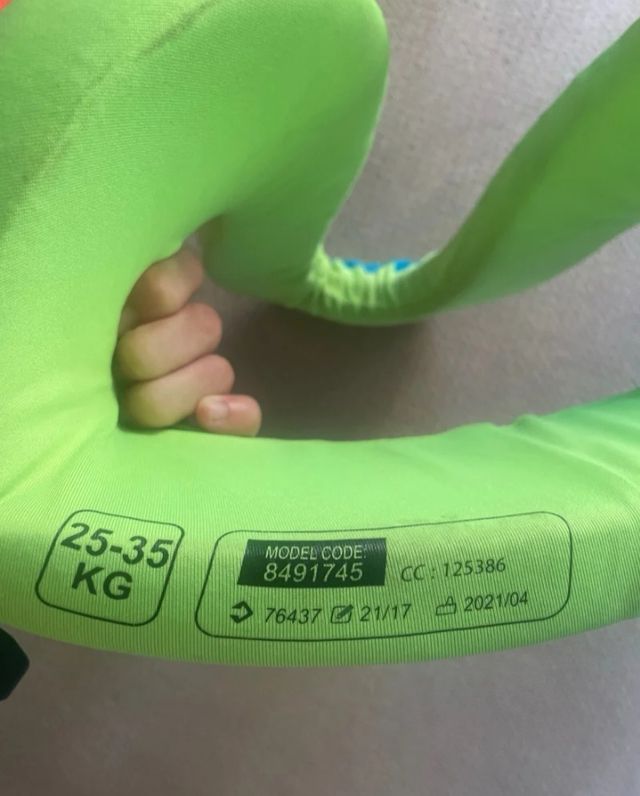 25-35
KG
MODEL CODE:
8491745
CC : 125386
76437 21/17 2021/04